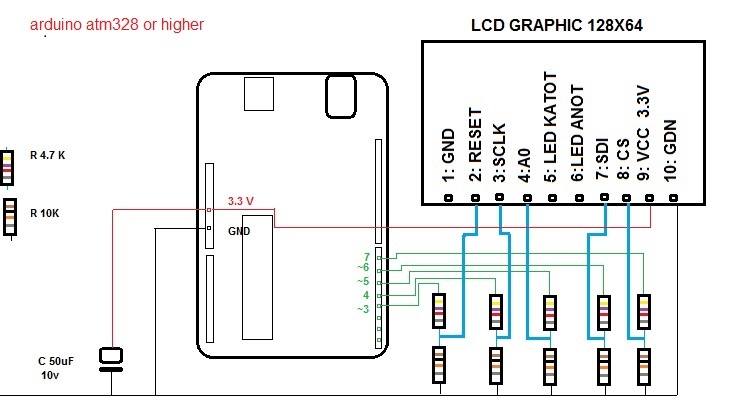 arduino atm328 or higher
LCD GRAPHIC 128X64
1: GND
2: RESET
3:SCLK
4:A0
5: LED KATOT
6:LED ANOT
7:SDI
8: CS
9: VCC 3.3V
10: GDN
R 4.7 K
R 10K
3.3 V
GND
7
~6
~5
4
~3
C 50uF
10v